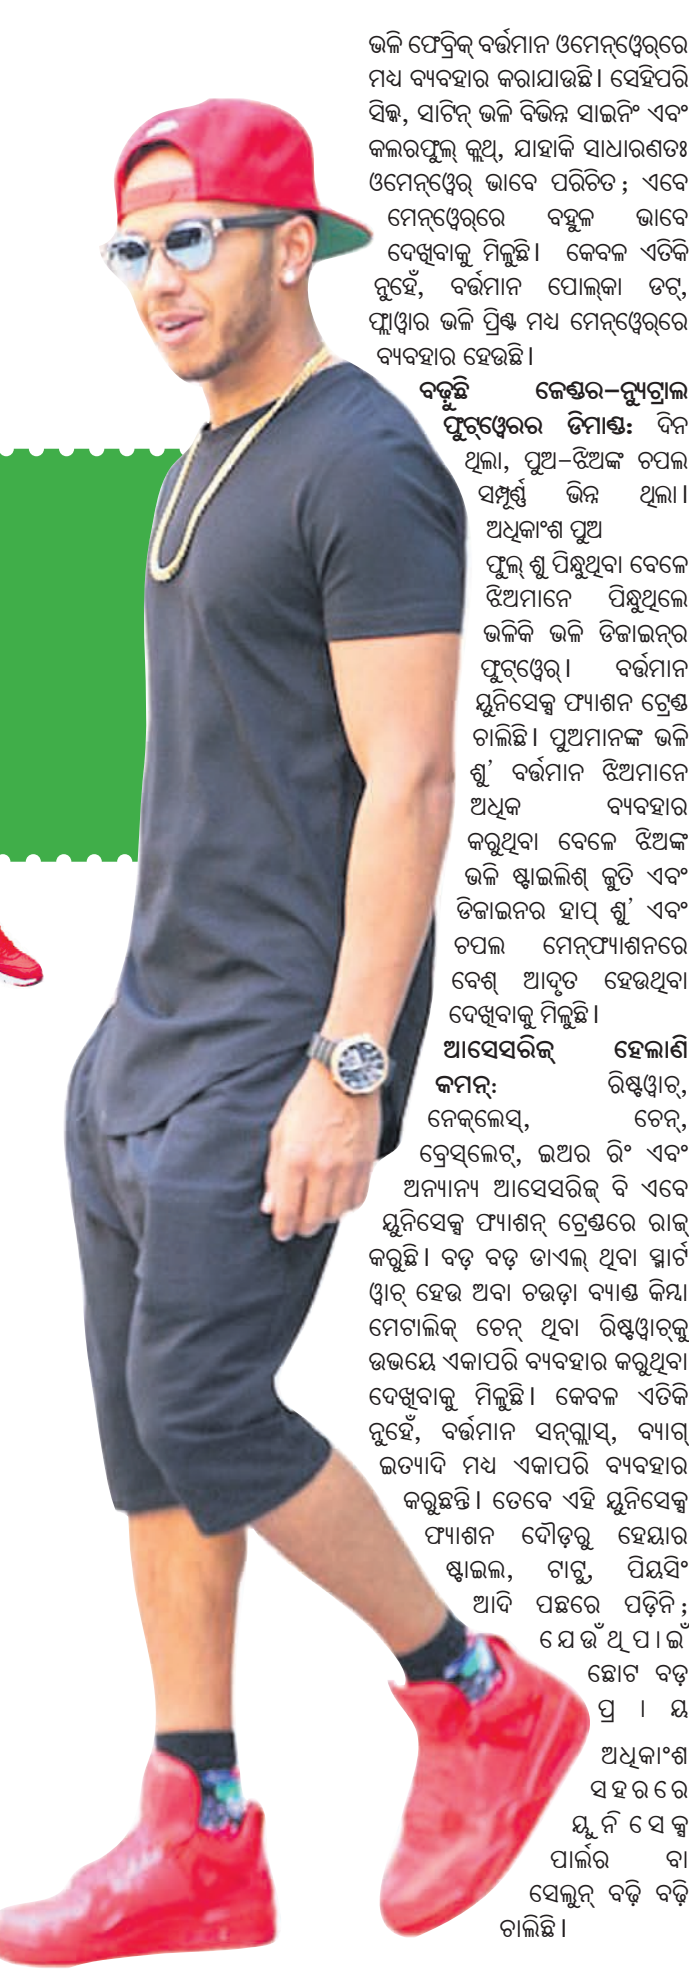 ଭଳି ଫେବ୍ରିକ୍ ବର୍ତ୍ତମାନ ଓମେନ୍‌ୱେର୍‌ରେ
ମଧ୍ୟ ବ୍ୟବହାର କରାଯାଉଛି। ସେହିପରି
ସିଲ୍କ, ସାଟିନ୍ ଭଳି ବିଭିନ୍ନ ସାଇନିଂ ଏବଂ
କଲରଫୁଲ୍ କ୍ଲଥ୍, ଯାହାକି ସାଧାରଣତଃ
ଓମେନ୍‌ୱେର୍ ଭାବେ ପରିଚିତ; ଏବେ
ମେନ୍‌ୱେର୍‌ରେ ବହୁଳ ଭାବେ
ଦେଖିବାକୁ ମିଳୁଛି। କେବଳ ଏତିକି
ନୁହେଁ, ବର୍ତ୍ତମାନ ପୋଲ୍‌କା ଡଟ୍,
ଫ୍ଲାୱାର ଭଳି ପ୍ରିଣ୍ଟ ମଧ୍ୟ ମେନ୍‌ୱେର୍‌ରେ
ବ୍ୟବହାର ହେଉଛି।
ବଢ଼ୁଛି ଜେଣ୍ଡର–ନ୍ୟୁଟ୍ରାଲ
ଫୁଟ୍‌ୱେରର ଡିମାଣ୍ଡ: ଦିନ
ଥିଲା, ପୁଅ–ଝିଅଙ୍କ ଚପଲ
ସମ୍ପୂର୍ଣ୍ଣ ଭିନ୍ନ ଥିଲା।
ଅଧିକାଂଶ ପୁଅ
ଫୁଲ୍ ଶୁ ପିନ୍ଧୁଥିବା ବେଳେ
ଝିଅମାନେ ପିନ୍ଧୁଥିଲେ
ଭଳିକି ଭଳି ଡିଜାଇନ୍‌ର
ଫୁଟ୍‌ୱେର୍। ବର୍ତ୍ତମାନ
ୟୁନିସେକ୍ସ ଫ୍ୟାଶନ ଟ୍ରେଣ୍ଡ
ଚାଲିଛି। ପୁଅମାନଙ୍କ ଭଳି
ଶୁ’ ବର୍ତ୍ତମାନ ଝିଅମାନେ
ଅଧିକ ବ୍ୟବହାର
କରୁଥିବା ବେଳେ ଝିଅଙ୍କ
ଭଳି ଷ୍ଟାଇଲିଶ୍ ଜୁତି ଏବଂ
ଡିଜାଇନର ହାପ୍ ଶୁ’ ଏବଂ
ଚପଲ ମେନ୍‌ଫ୍ୟାଶନରେ
ବେଶ୍ ଆଦୃତ ହେଉଥିବା
ଦେଖିବାକୁ ମିଳୁଛି।
ଆସେସରିଜ୍ ହେଲାଣି
କମନ୍: ରିଷ୍ଟୱାଚ୍,
ନେକ୍‌ଲେସ୍, ଚେନ୍,
ବ୍ରେସ୍‌ଲେଟ୍, ଇଅର ରିଂ ଏବଂ
ଅନ୍ୟାନ୍ୟ ଆସେସରିଜ୍ ବି ଏବେ
ୟୁନିସେକ୍ସ ଫ୍ୟାଶନ୍ ଟ୍ରେଣ୍ଡରେ ରାଜ୍
କରୁଛି। ବଡ଼ ବଡ଼ ଡାଏଲ୍ ଥିବା ସ୍ମାର୍ଟ
ୱାଚ୍ ହେଉ ଅବା ଚଉଡ଼ା ବ୍ୟାଣ୍ଡ କିମ୍ବା
ମେଟାଲିକ୍ ଚେନ୍ ଥିବା ରିଷ୍ଟୱାଚ୍‌କୁ
ଉଭୟେ ଏକାପରି ବ୍ୟବହାର କରୁଥିବା
ଦେଖିବାକୁ ମିଳୁଛି। କେବଳ ଏତିକି
ନୁହେଁ, ବର୍ତ୍ତମାନ ସନ୍‌ଗ୍ଲାସ୍, ବ୍ୟାଗ୍
ଇତ୍ୟାଦି ମଧ୍ୟ ଏକାପରି ବ୍ୟବହାର
କରୁଛନ୍ତି। ତେବେ ଏହି ୟୁନିସେକ୍ସ
ଫ୍ୟାଶନ ଦୌଡ଼ରୁ ହେୟାର
ଷ୍ଟାଇଲ, ଟାଟୁ, ପିୟସିଂ
ଆଦି ପଛରେ ପଡ଼ିନି;
ଯେଉଁଥିପାଇଁ
ଛୋଟ ବଡ଼
ପ୍ରାୟ
ଅଧିକାଂଶ
ସହରରେ
ୟୁନିସେକ୍ସ
ପାର୍ଲର ବା
ସେଲୁନ୍ ବଢ଼ି ବଢ଼ି
ଚାଲିଛି।